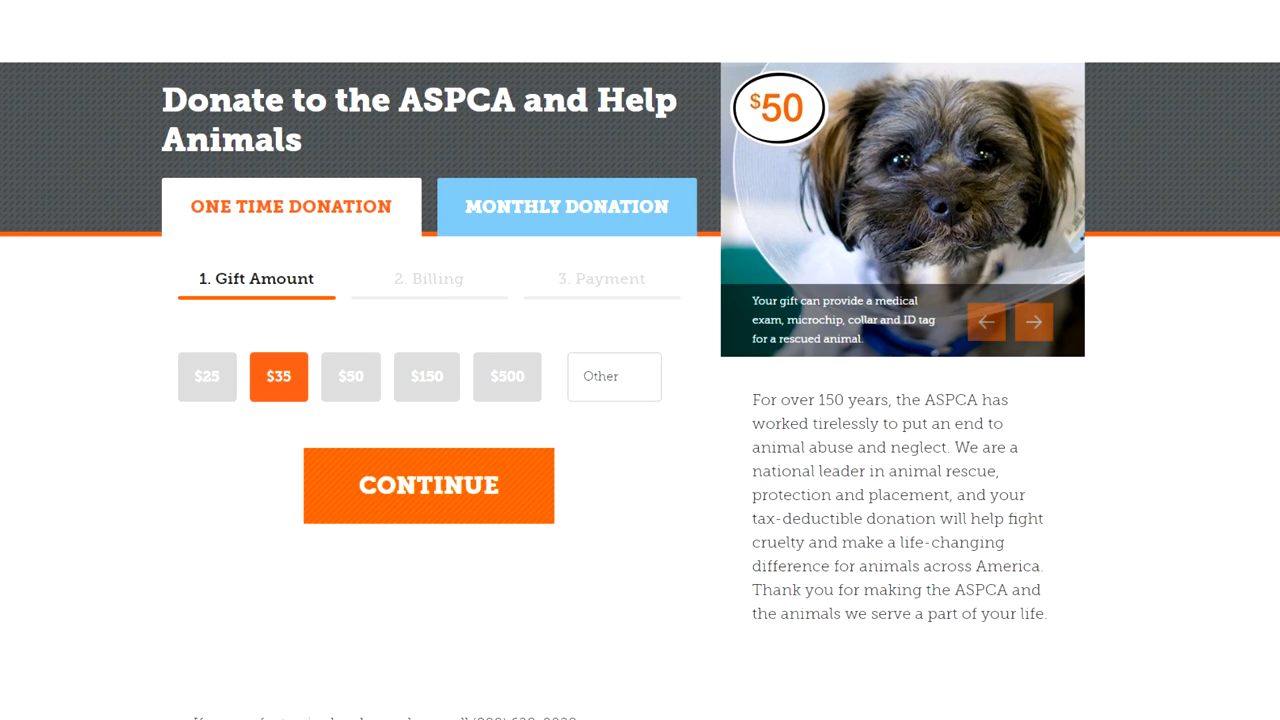 Donate to the ASPCA and Help
Animals
ONE TIME DONATION
MONTHLY DONATION
1. Gift Amount
2. Billing
3. Payment
$25
$35
$50
$150
$500
Other
CONTINUE
$50
Your gift can provide a medical
exam, microchip, collar and ID tag
for a rescued animal.
For over 150 years, the ASPCA has
worked tirelessly to put an end to
animal abuse and neglect. We are a
national leader in animal rescue,
protection and placement, and your
tax-deductible donation will help fight
cruelty and make a life-changing
difference for animals across America.
Thank you for making the ASPCA and
the animals we serve a part of your life.